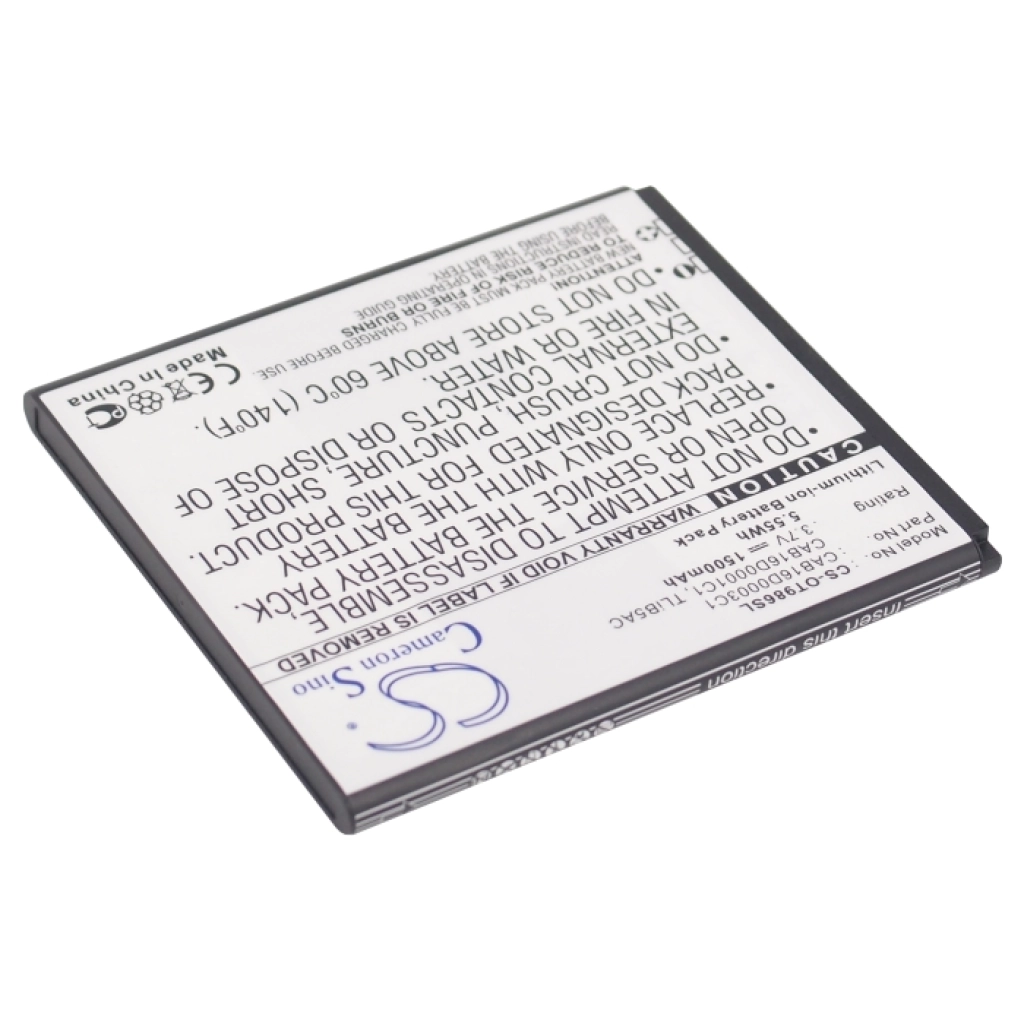 CS
Cameron
Sino
®
Model No. : CS-OT986SL
Part No. : CAB16D0003C1
CAB16D0001C1, TLiB5AC
Rating : 3.7V 1500mAh
5.55Wh
Lithium-ion Battery Pack
CAUTION WARRANTY VOID IF LABEL IS REMOVED
•DO NOT ATTEMPT TO DISASSEMBLE,
OPEN OR SERVICE THE BATTERY.
REPLACE ONLY WITH THE BATTERY
PACK DESIGNATED FOR THIS PRODUCT.
•DO NOT CRUSH, PUNCTURE, SHORT
EXTERNAL CONTACTS OR DISPOSE OF
IN FIRE OR WATER.
•DO NOT STORE ABOVE 60°C (140°F).
ATTENTION!
NEW BATTERY PACK MUST BE FULLY CHARGED BEFORE USE.
TO REDUCE RISK OF FIRE OR BURNS
READ INSTRUCTIONS IN OPERATING GUIDE
BEFORE USING THE BATTERY.
CE
Made in China
Insert this direction